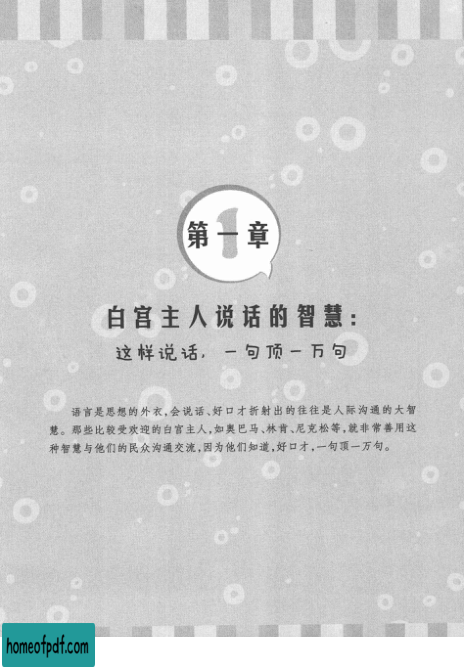 第一章
1
白宫主人说话的智慧：
这样说话，一句顶一万句
语言是思想的外衣，会说话、好口才折射出的往往是人际沟通的大智
慧。那些比较受欢迎的白宫主人，如奥巴马、林肯、尼克松等，就非常善用这
种智慧与他们的民众沟通交流，因为他们知道，好口才，一句顶一万句。
homeofpdf.com